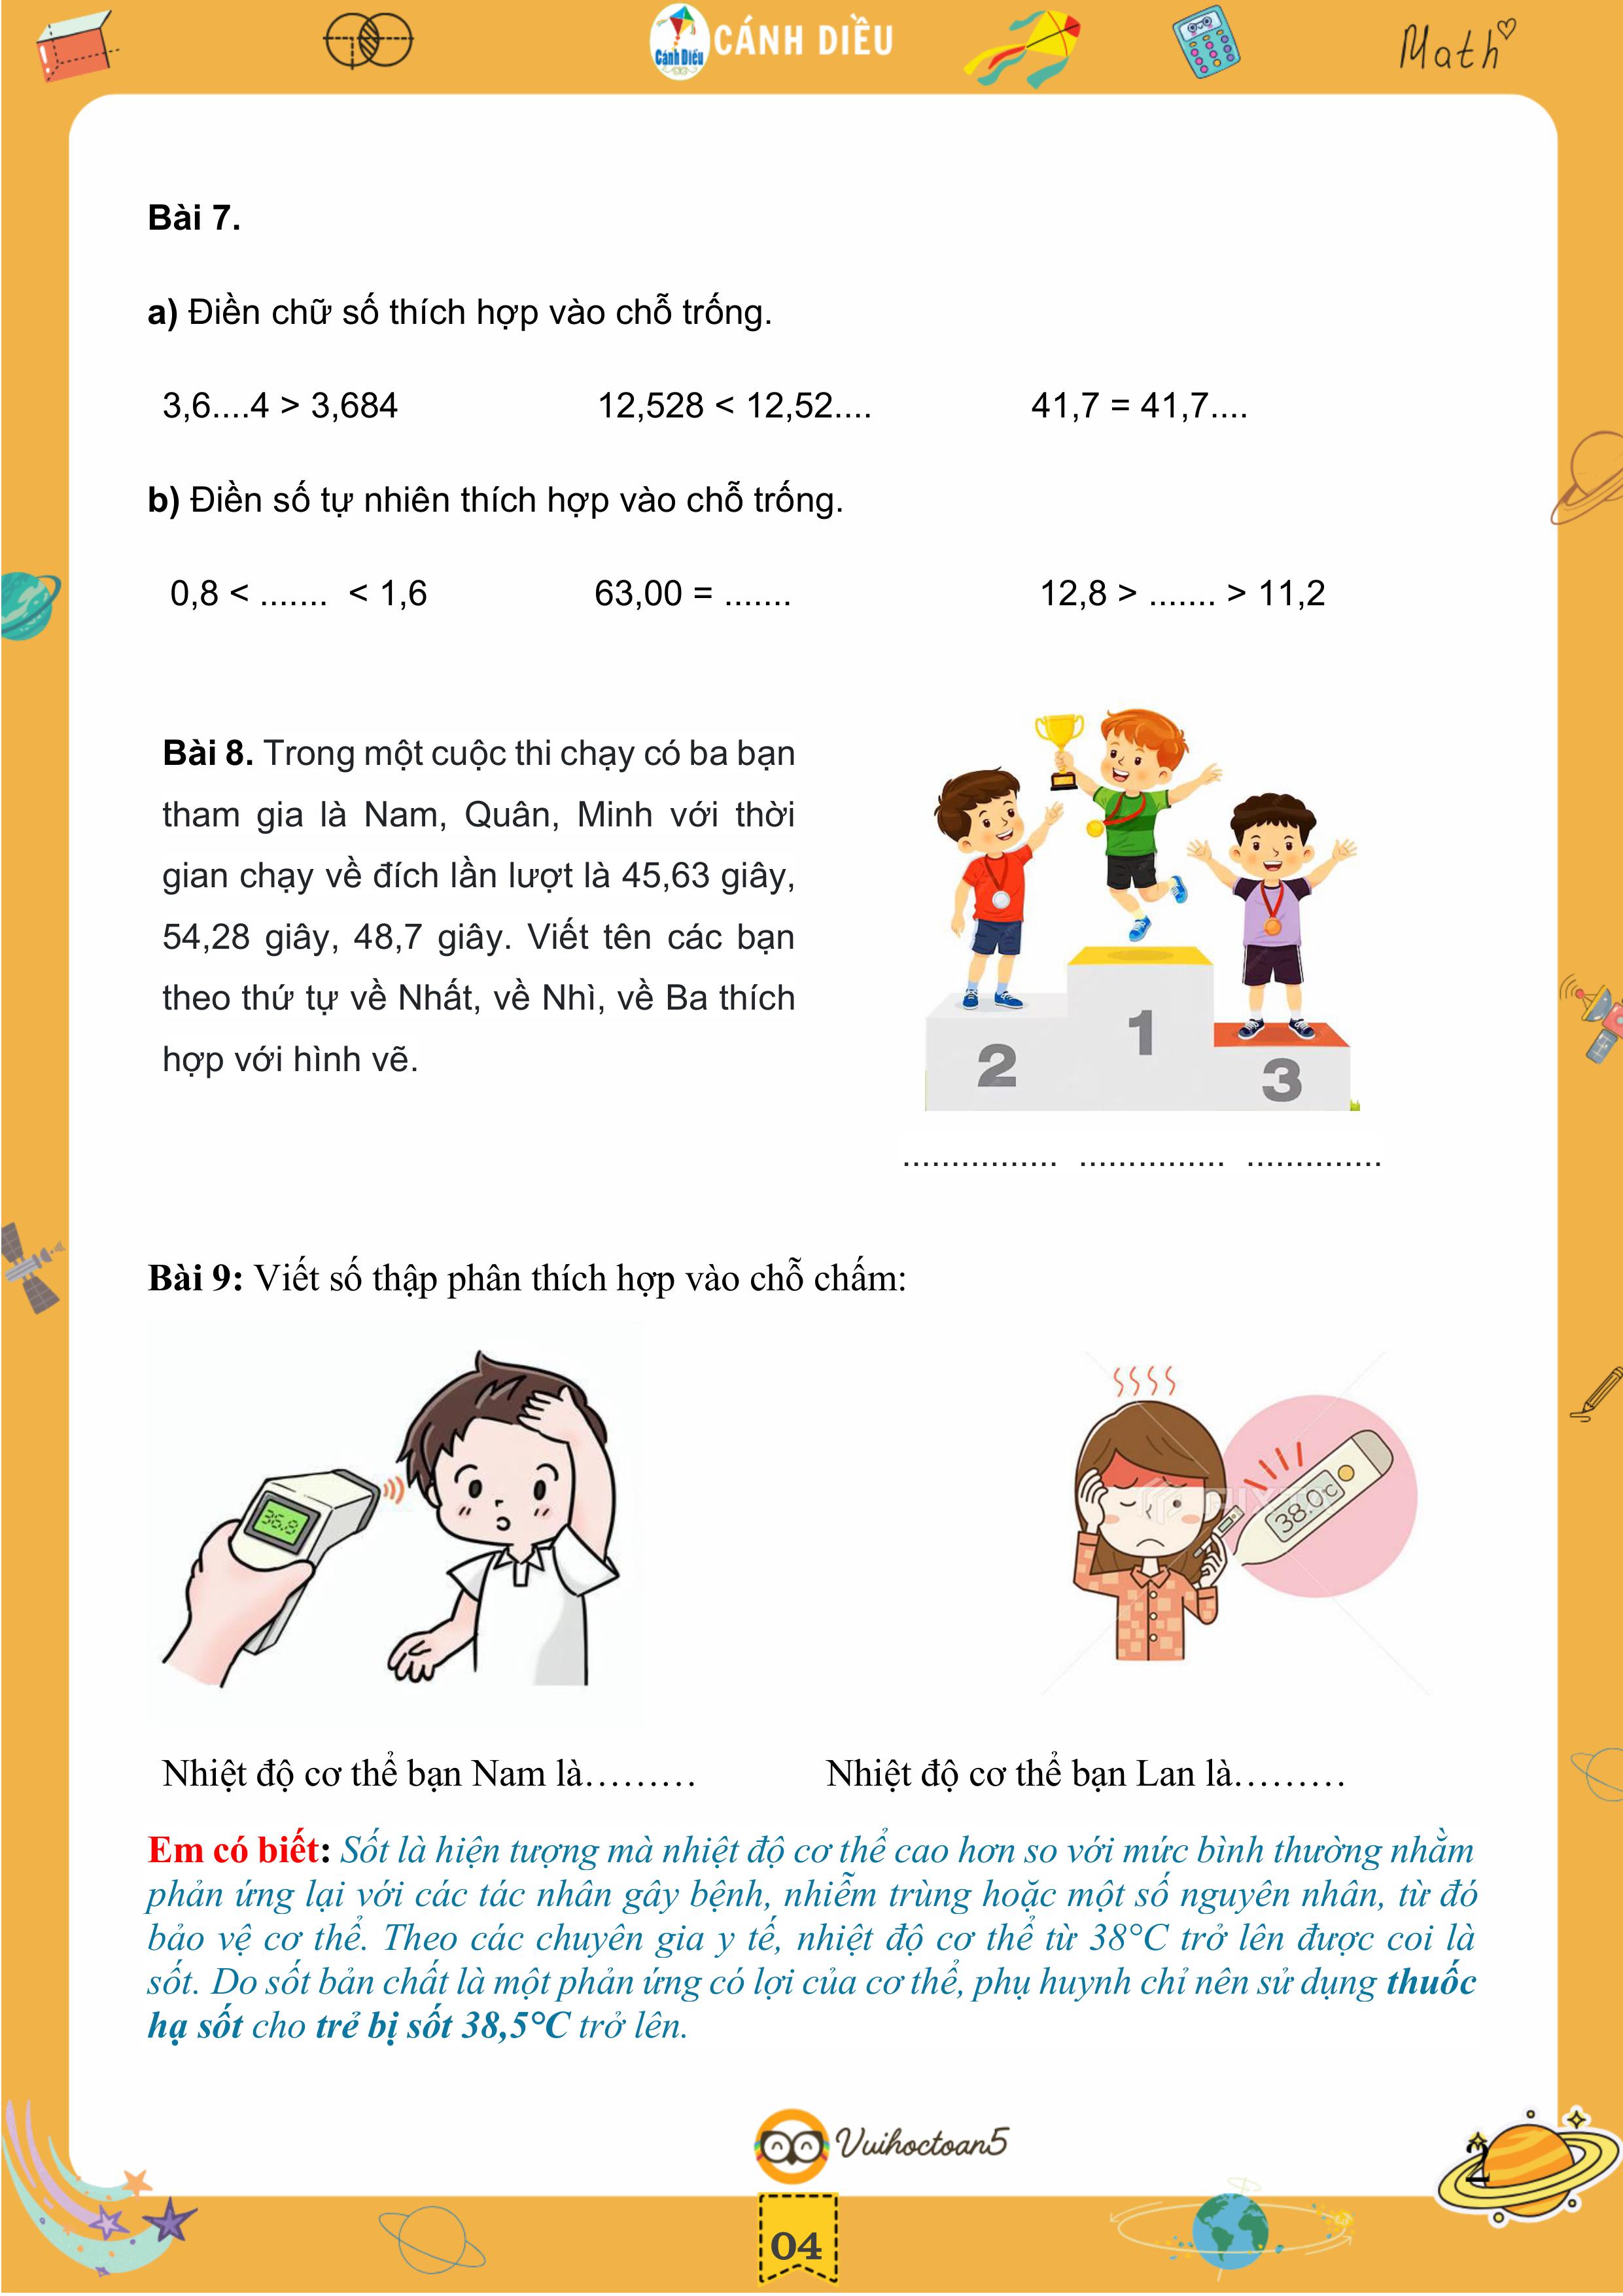 Cánh Diều
CÁNH DIỀU
Math
Bài 7.
a) Điền chữ số thích hợp vào chỗ trống.
3,6....4 > 3,684 12,528 < 12,52.... 41,7 = 41,7....
b) Điền số tự nhiên thích hợp vào chỗ trống.
0,8 < ....... < 1,6 63,00 = ....... 12,8 > ....... > 11,2
Bài 8. Trong một cuộc thi chạy có ba bạn
tham gia là Nam, Quân, Minh với thời
gian chạy về đích lần lượt là 45,63 giây,
54,28 giây, 48,7 giây. Viết tên các bạn
theo thứ tự về Nhất, về Nhì, về Ba thích
hợp với hình vẽ.
2 1 3
................ ............... ..............
Bài 9: Viết số thập phân thích hợp vào chỗ chấm:
36.8
38.0c
Nhiệt độ cơ thể bạn Nam là......... Nhiệt độ cơ thể bạn Lan là.........
Em có biết: Sốt là hiện tượng mà nhiệt độ cơ thể cao hơn so với mức bình thường nhằm
phản ứng lại với các tác nhân gây bệnh, nhiễm trùng hoặc một số nguyên nhân, từ đó
bảo vệ cơ thể. Theo các chuyên gia y tế, nhiệt độ cơ thể từ 38°C trở lên được coi là
sốt. Do sốt bản chất là một phản ứng có lợi của cơ thể, phụ huynh chỉ nên sử dụng thuốc
hạ sốt cho trẻ bị sốt 38,5°C trở lên.
Vuihoctoan5
2
04